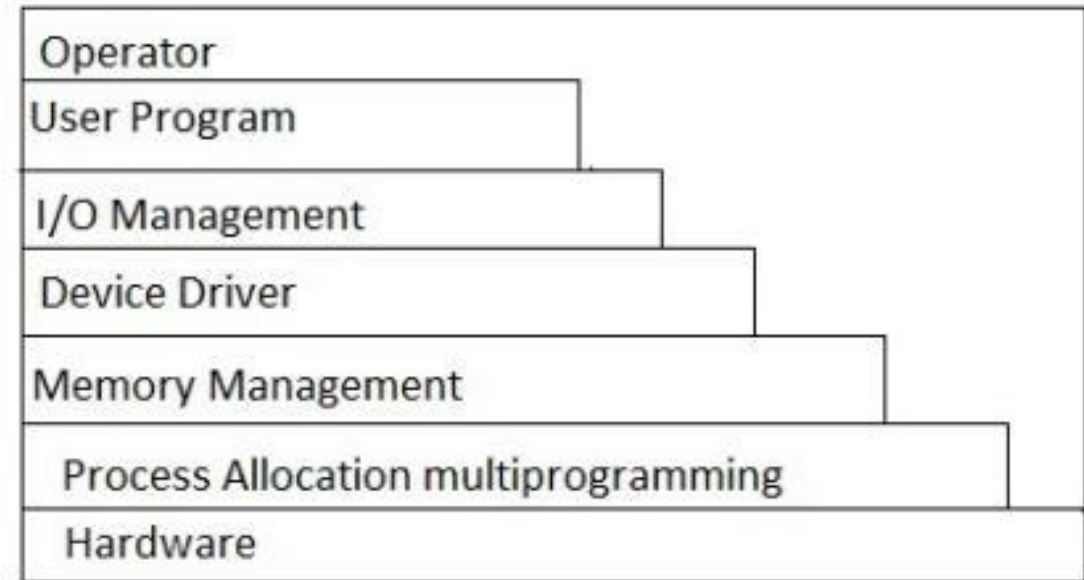 Operator
User Program
I/O Management
Device Driver
Memory Management
Process Allocation multiprogramming
Hardware